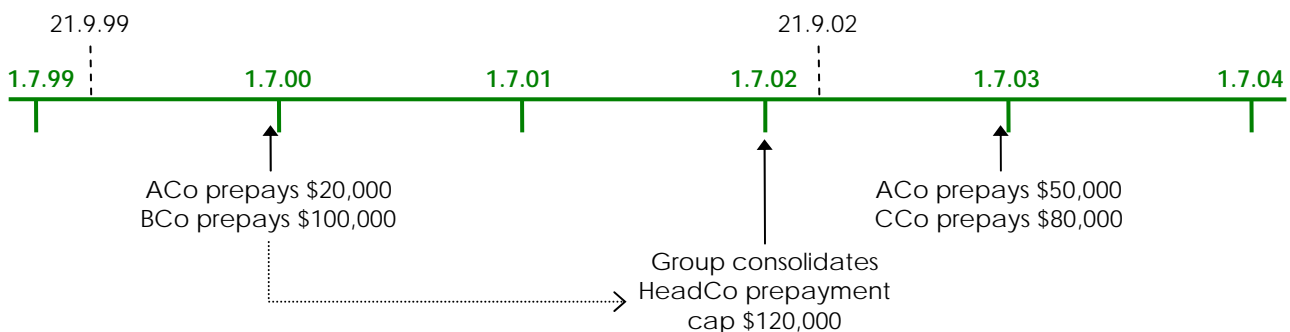 21.9.99
21.9.02
1.7.99
1.7.00
1.7.01
1.7.02
1.7.03
1.7.04
ACo prepays $20,000
BCo prepays $100,000
ACo prepays $50,000
CCo prepays $80,000
Group consolidates
HeadCo prepayment
cap $120,000